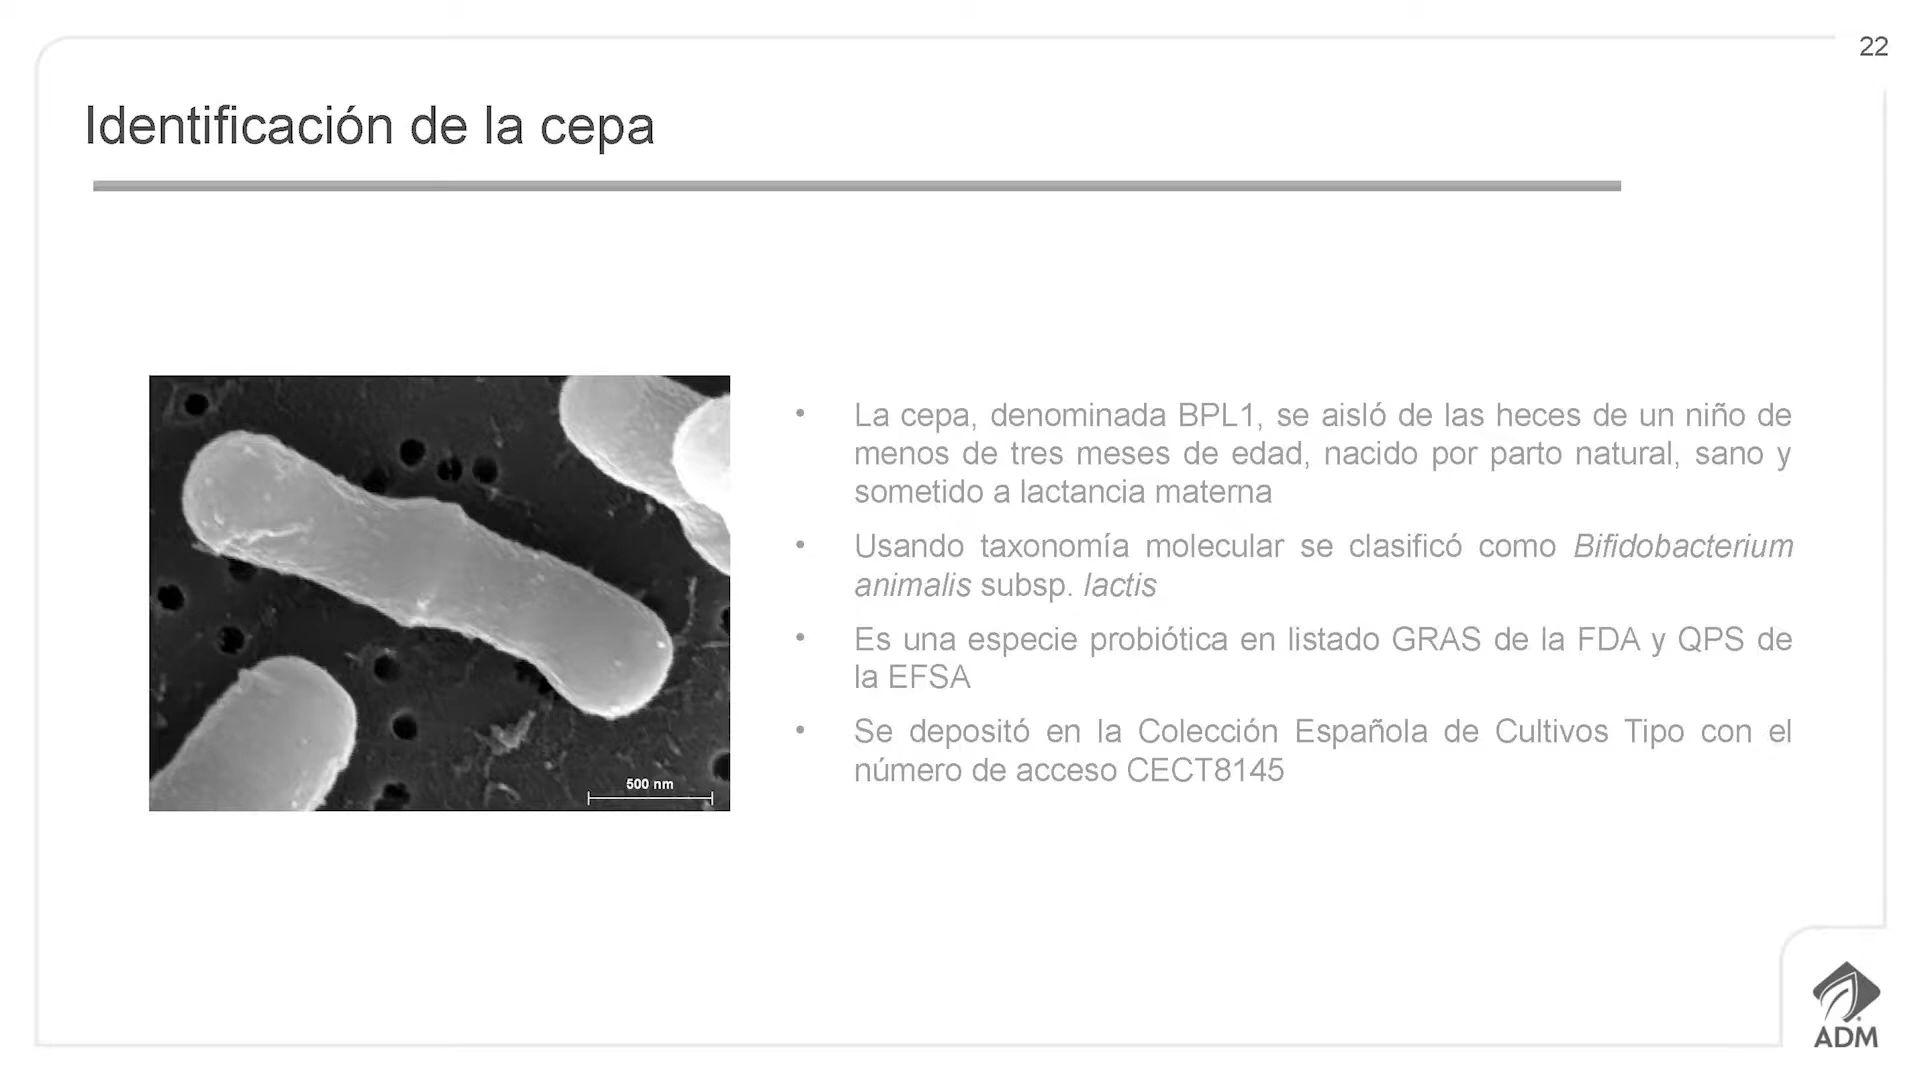 22
Identificación de la cepa
• La cepa, denominada BPL1, se aisló de las heces de un niño de
menos de tres meses de edad, nacido por parto natural, sano y
sometido a lactancia materna
• Usando taxonomía molecular se clasificó como Bifidobacterium
animalis subsp. lactis
• Es una especie probiótica en listado GRAS de la FDA y QPS de
la EFSA
• Se depositó en la Colección Española de Cultivos Tipo con el
número de acceso CECT8145
500 nm
ADM